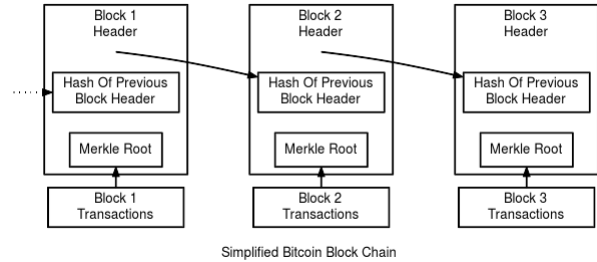 Block 1
Header
Block 2
Header
Block 3
Header
Hash Of Previous
Block Header
Hash Of Previous
Block Header
Hash Of Previous
Block Header
Merkle Root
Merkle Root
Merkle Root
Block 1
Transactions
Block 2
Transactions
Block 3
Transactions
Simplified Bitcoin Block Chain